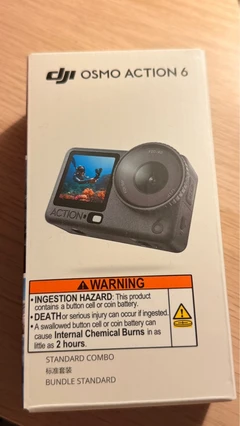 dji OSMO ACTION 6
ACTION
6
WARNING
• INGESTION HAZARD: This product
contains a button cell or coin battery.
• DEATH or serious injury can occur if ingested.
• A swallowed button cell or coin battery can
cause Internal Chemical Burns in as
little as 2 hours.
STANDARD COMBO
标准套装
BUNDLE STANDARD